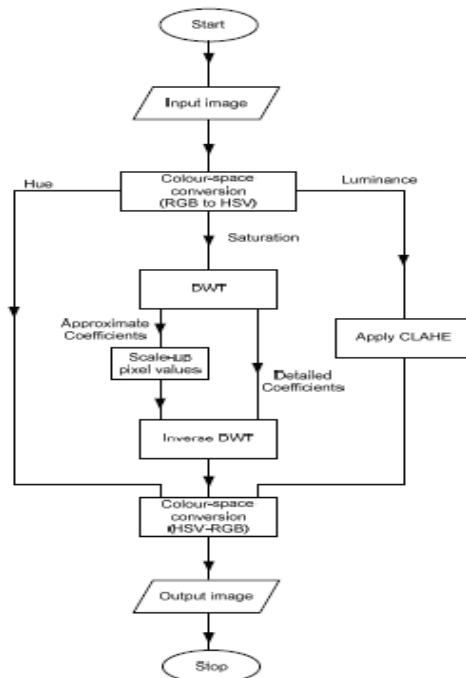 Start
Input image
Hue
Colour-space
conversion
(RGB to HSV)
Luminance
Saturation
DWT
Approximate
Coefficients
Scale-up
pixel values
Detailed
Coefficients
Apply CLAHE
Inverse DWT
Colour-space
conversion
(HSV-RGB)
Output image
Stop